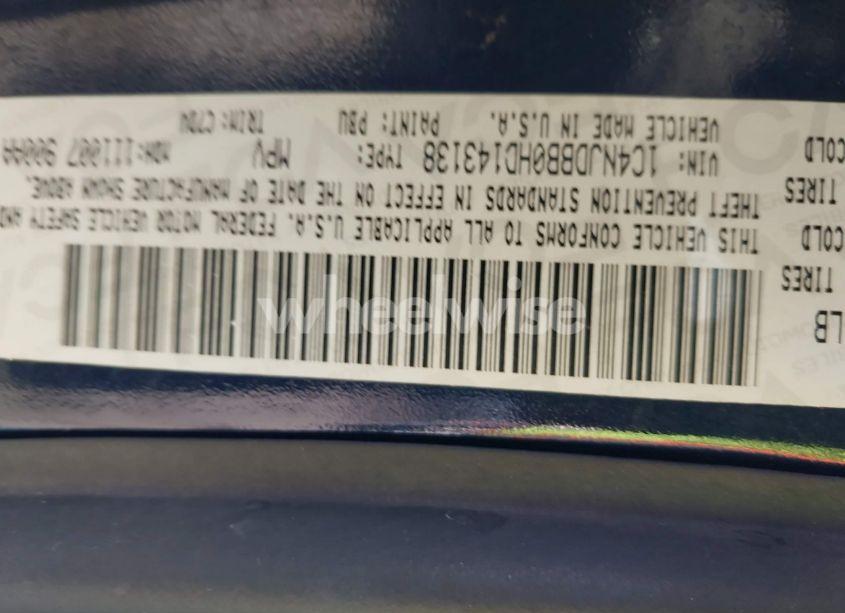 LB
TIRES
COLD
TIRES
COLD
THIS VEHICLE CONFORMS TO ALL APPLICABLE U.S.A. FEDERAL MOTOR VEHICLE SAFETY AND
THEFT PREVENTION STANDARDS IN EFFECT ON THE DATE OF MANUFACTURE SHOWN ABOVE.
VIN: 1C4NJDBB0HD143138 TYPE: MPV MDH: 111007 900AA
VEHICLE MADE IN U.S.A. PAINT: PBU TRIM: C7D4
wheelwise